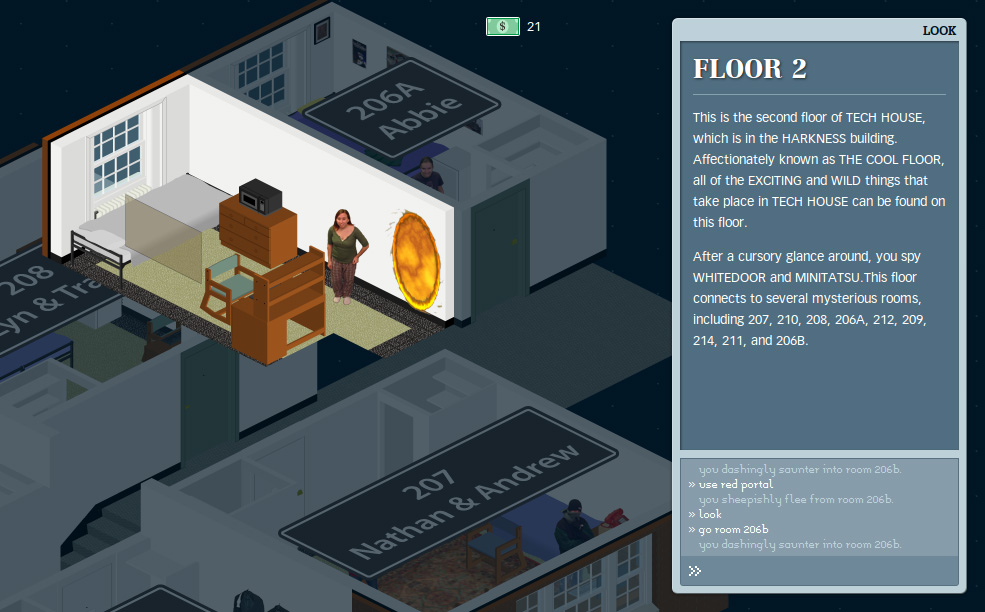 21
LOOK
FLOOR 2
This is the second floor of TECH HOUSE,
which is in the HARKNESS building.
Affectionately known as THE COOL FLOOR,
all of the EXCITING and WILD things that
take place in TECH HOUSE can be found on
this floor.
After a cursory glance around, you spy
WHITEDOOR and MINITATSU.This floor
connects to several mysterious rooms,
including 207, 210, 208, 206A, 212, 209,
214, 211, and 206B.
you dashingly saunter into room 206b.
» use red portal
you sheepishly flee from room 206b.
» look
» go room 206b
you dashingly saunter into room 206b.
»
206A
Abbie
208
207
Nathan & Andrew